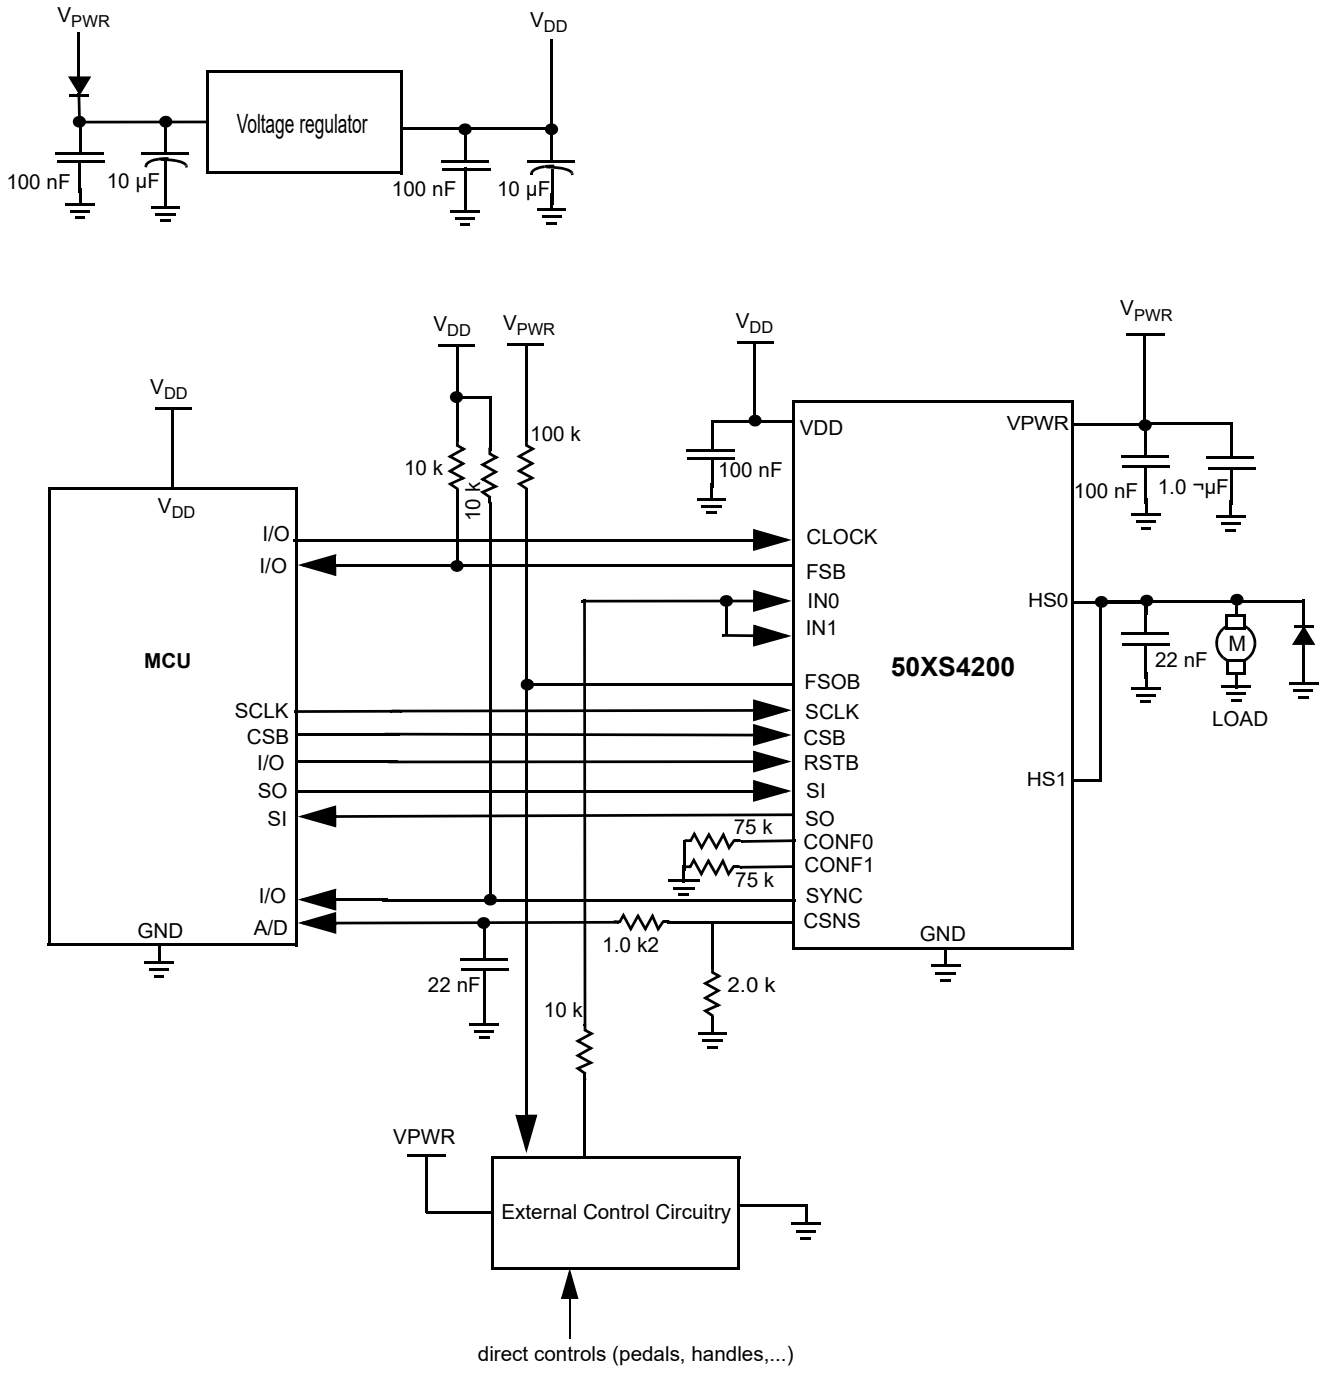 VPWR
VDD
Voltage regulator
100 nF
10 µF
100 nF
10 µF
VDD
VPWR
VDD
VPWR
VDD
10 k
10 k
100 k
100 nF
100 nF
1.0 ¬µF
VDD
I/O
I/O
MCU
SCLK
CSB
I/O
SO
SI
I/O
A/D
GND
VDD
VPWR
CLOCK
FSB
IN0
IN1
HS0
50XS4200
FSOB
SCLK
CSB
RSTB
SI
SO
CONF0
CONF1
SYNC
CSNS
HS1
GND
22 nF
M
LOAD
75 k
75 k
1.0 k2
22 nF
2.0 k
10 k
VPWR
External Control Circuitry
direct controls (pedals, handles,...)